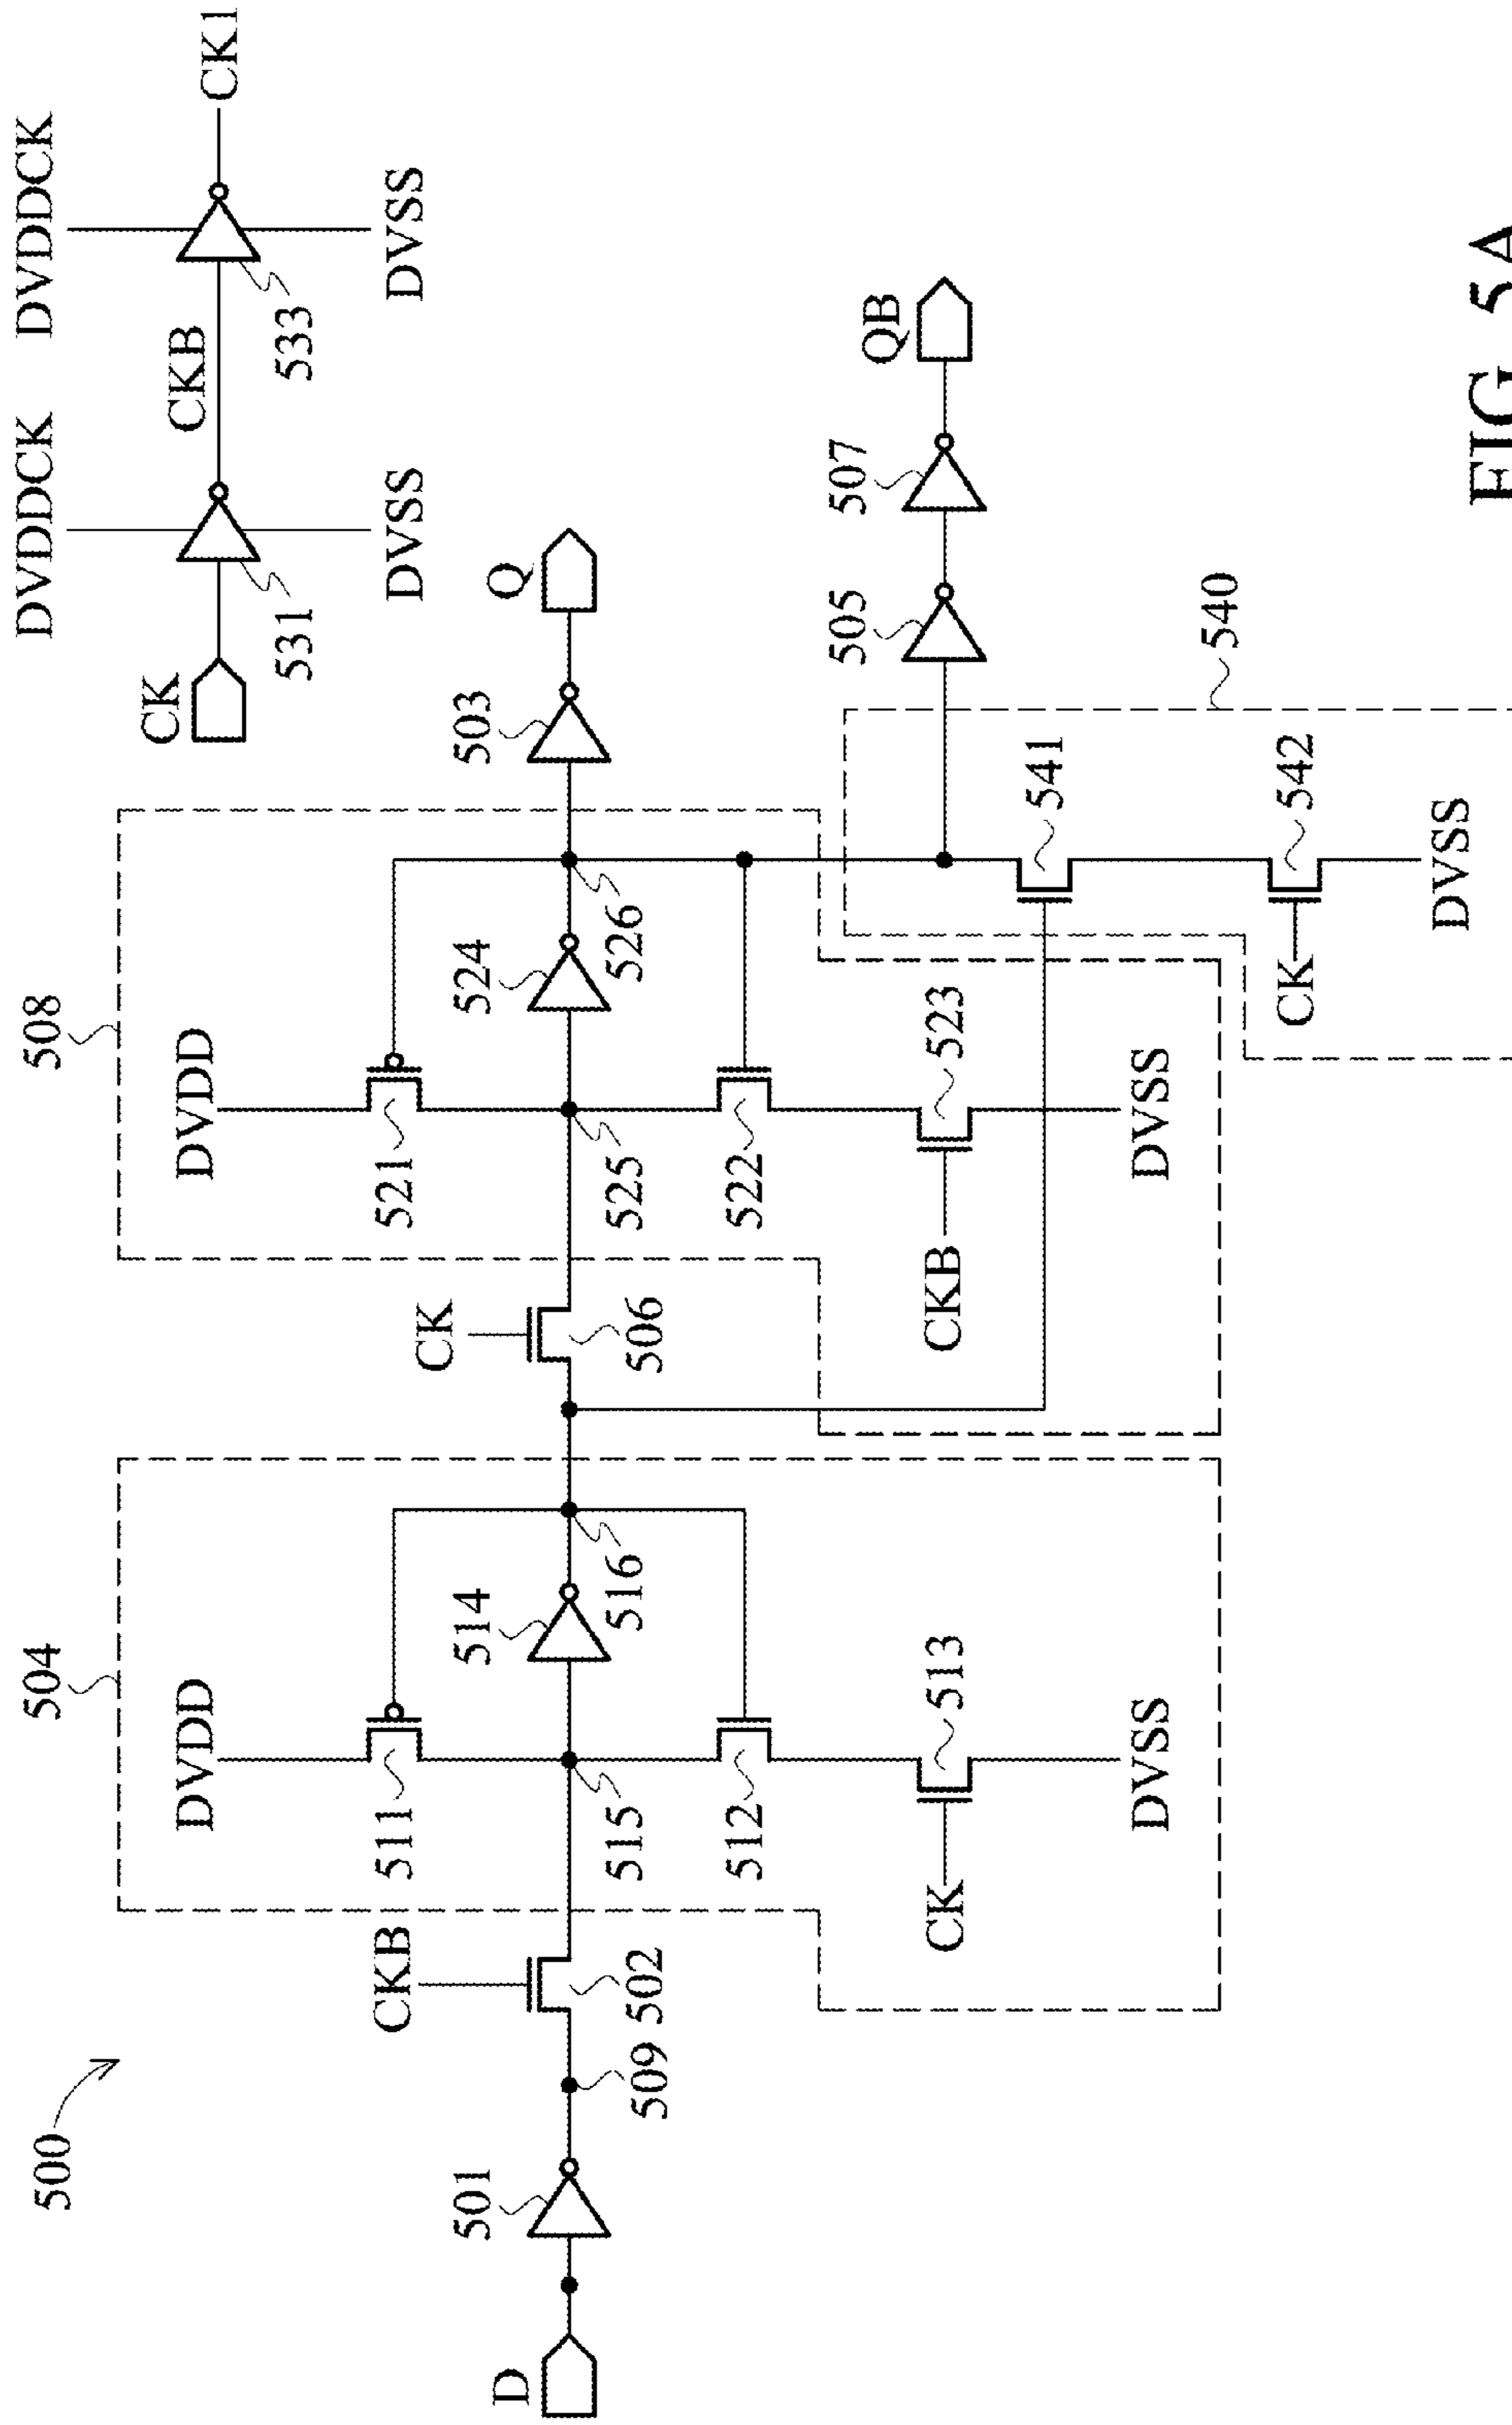 500
D
501
509
CKB
502
504
DVDD
511
515
512
CK
513
DVSS
514
516
CK
506
508
DVDD
521
525
522
CKB
523
DVSS
524
526
503
Q
CK
542
541
DVSS
540
505
507
QB
CK
531
DVDDCK
DVSS
CKB
533
DVDDCK
DVSS
CK1
FIG. 5A